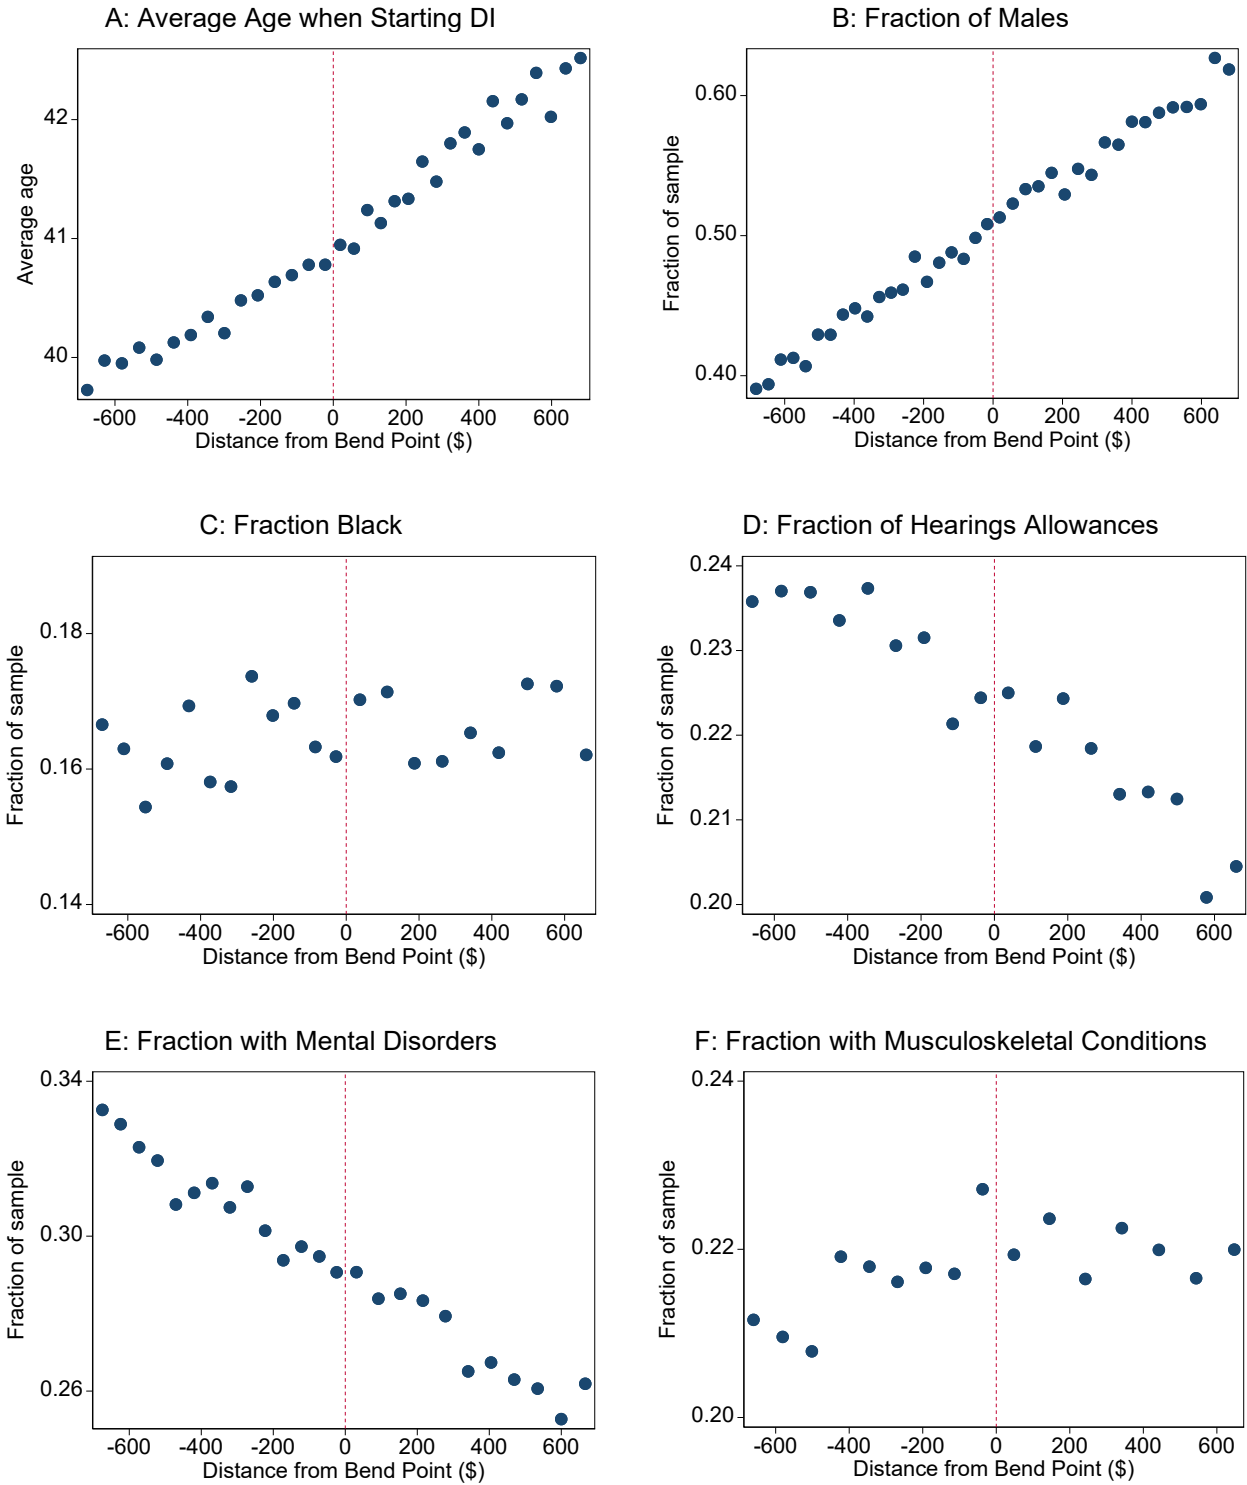 A: Average Age when Starting DI
Average age
42
41
40
-600 -400 -200 0 200 400 600
Distance from Bend Point ($)
B: Fraction of Males
Fraction of sample
0.60
0.50
0.40
-600 -400 -200 0 200 400 600
Distance from Bend Point ($)
C: Fraction Black
Fraction of sample
0.18
0.16
0.14
-600 -400 -200 0 200 400 600
Distance from Bend Point ($)
D: Fraction of Hearings Allowances
Fraction of sample
0.24
0.23
0.22
0.21
0.20
-600 -400 -200 0 200 400 600
Distance from Bend Point ($)
E: Fraction with Mental Disorders
Fraction of sample
0.34
0.30
0.26
-600 -400 -200 0 200 400 600
Distance from Bend Point ($)
F: Fraction with Musculoskeletal Conditions
Fraction of sample
0.24
0.22
0.20
-600 -400 -200 0 200 400 600
Distance from Bend Point ($)